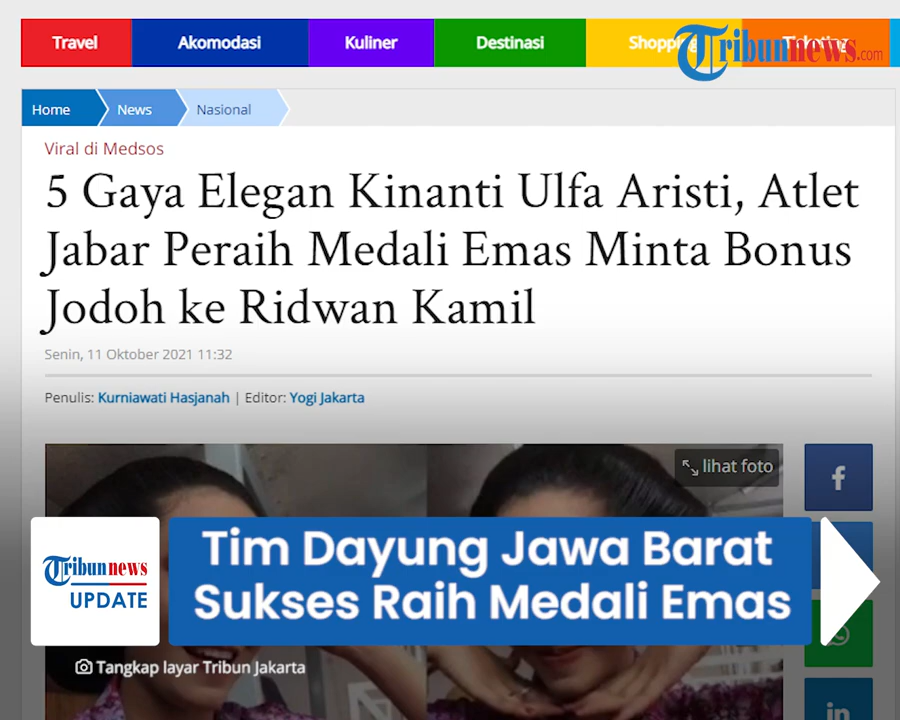 Travel
Akomodasi
Kuliner
Destinasi
Shopping
Ticketing
Tribunnews.com
Home
News
Nasional
Viral di Medsos
5 Gaya Elegan Kinanti Ulfa Aristi, Atlet
Jabar Peraih Medali Emas Minta Bonus
Jodoh ke Ridwan Kamil
Senin, 11 Oktober 2021 11:32
Penulis: Kurniawati Hasjanah | Editor: Yogi Jakarta
lihat foto
f
Tribunnews
UPDATE
Tim Dayung Jawa Barat
Sukses Raih Medali Emas
Tangkap layar Tribun Jakarta
in